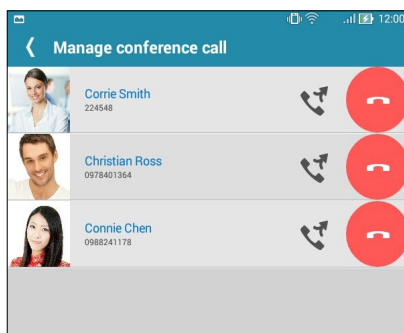 12:00
Manage conference call
Corrie Smith
224548
Christian Ross
0978401364
Connie Chen
0988241178